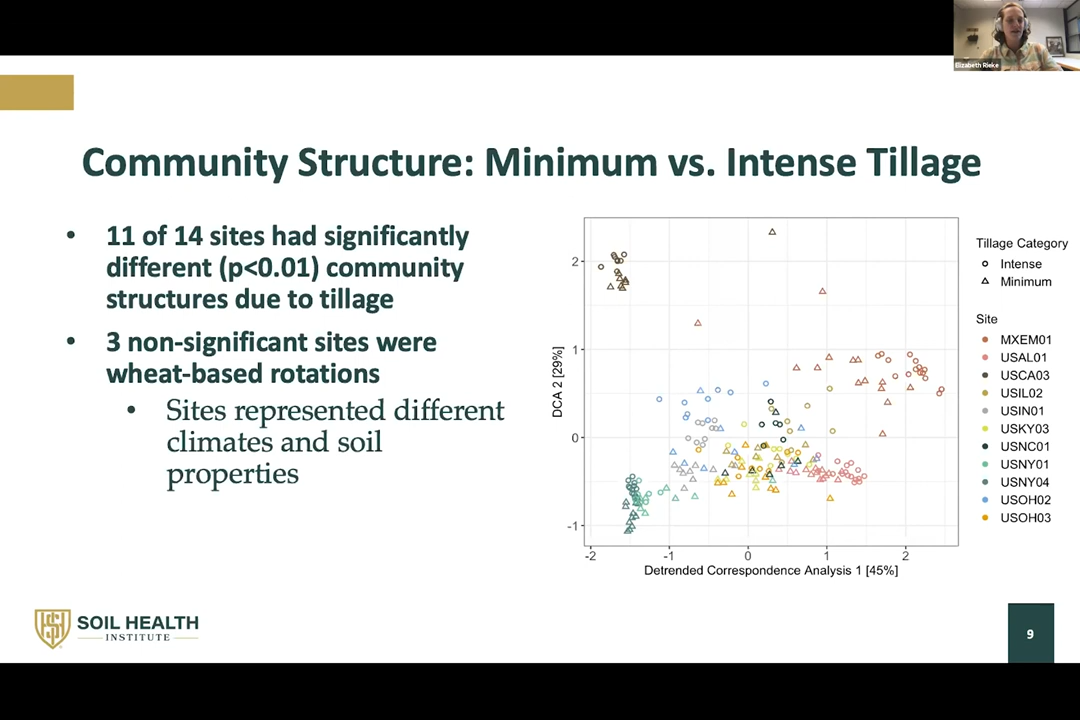 Elizabeth Rieke
Community Structure: Minimum vs. Intense Tillage
• 11 of 14 sites had significantly
different (p<0.01) community
structures due to tillage
• 3 non-significant sites were
wheat-based rotations
• Sites represented different
climates and soil
properties
2
1
0
-1
DCA 2 [29%]
-2 -1 0 1 2
Detrended Correspondence Analysis 1 [45%]
Tillage Category
Intense
Minimum
Site
MXEM01
USAL01
USCA03
USIL02
USIN01
USKY03
USNC01
USNY01
USNY04
USOH02
USOH03
SOIL HEALTH
INSTITUTE
9